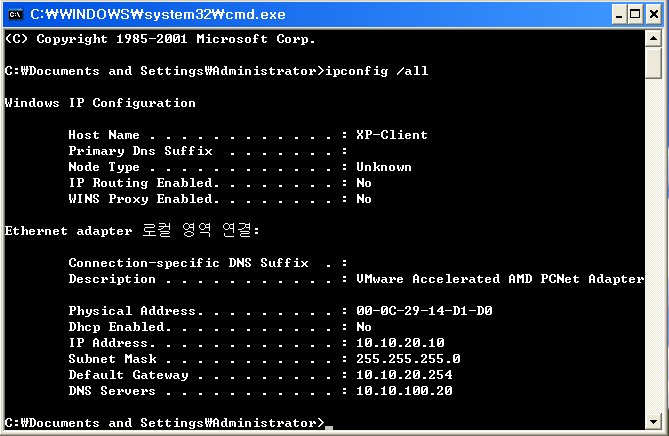 C:₩WINDOWS₩system32₩cmd.exe
(C) Copyright 1985-2001 Microsoft Corp.
C:₩Documents and Settings₩Administrator>ipconfig /all
Windows IP Configuration
Host Name . . . . . . . . . . . . : XP-Client
Primary Dns Suffix  . . . . . . . :
Node Type . . . . . . . . . . . . : Unknown
IP Routing Enabled. . . . . . . . : No
WINS Proxy Enabled. . . . . . . . : No
Ethernet adapter 로컬 영역 연결:
Connection-specific DNS Suffix  . :
Description . . . . . . . . . . . : VMware Accelerated AMD PCNet Adapter
Physical Address. . . . . . . . . : 00-0C-29-14-D1-D0
Dhcp Enabled. . . . . . . . . . . : No
IP Address. . . . . . . . . . . . : 10.10.20.10
Subnet Mask . . . . . . . . . . . : 255.255.255.0
Default Gateway . . . . . . . . . : 10.10.20.254
DNS Servers . . . . . . . . . . . : 10.10.100.20
C:₩Documents and Settings₩Administrator>_